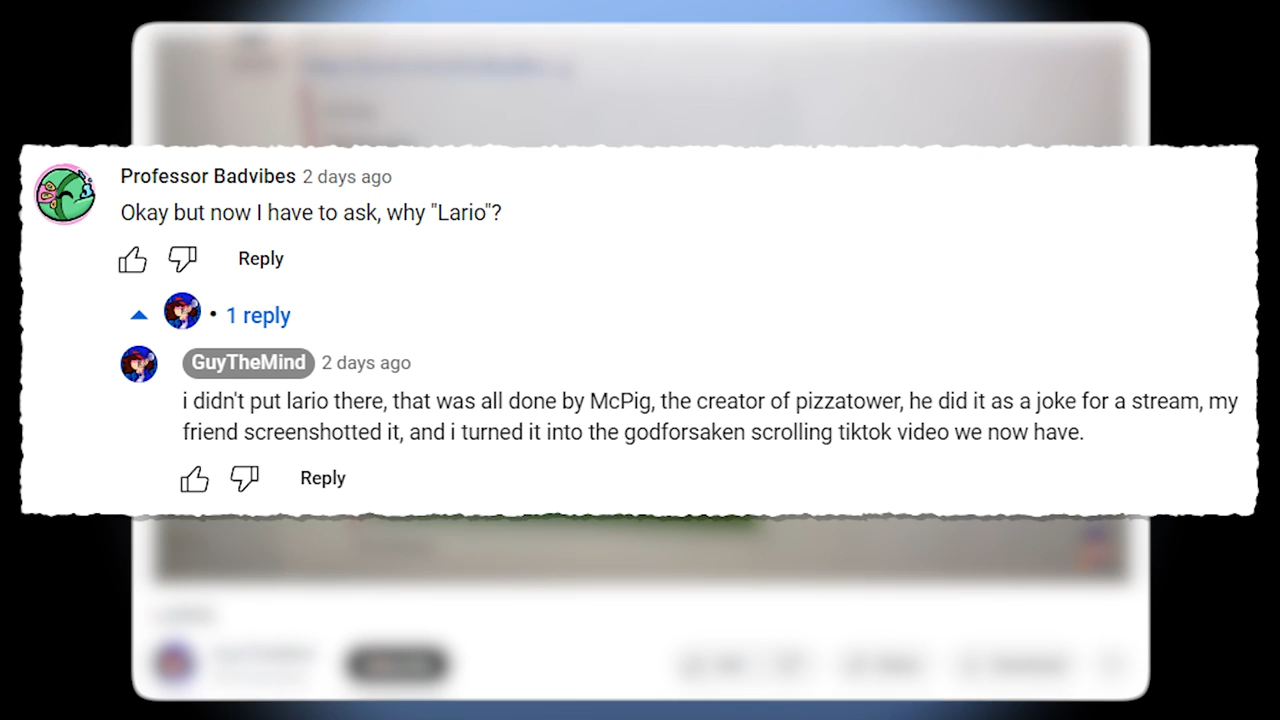 Professor Badvibes 2 days ago
Okay but now I have to ask, why "Lario"?
Reply
• 1 reply
GuyTheMind 2 days ago
i didn't put lario there, that was all done by McPig, the creator of pizzatower, he did it as a joke for a stream, my
friend screenshotted it, and i turned it into the godforsaken scrolling tiktok video we now have.
Reply